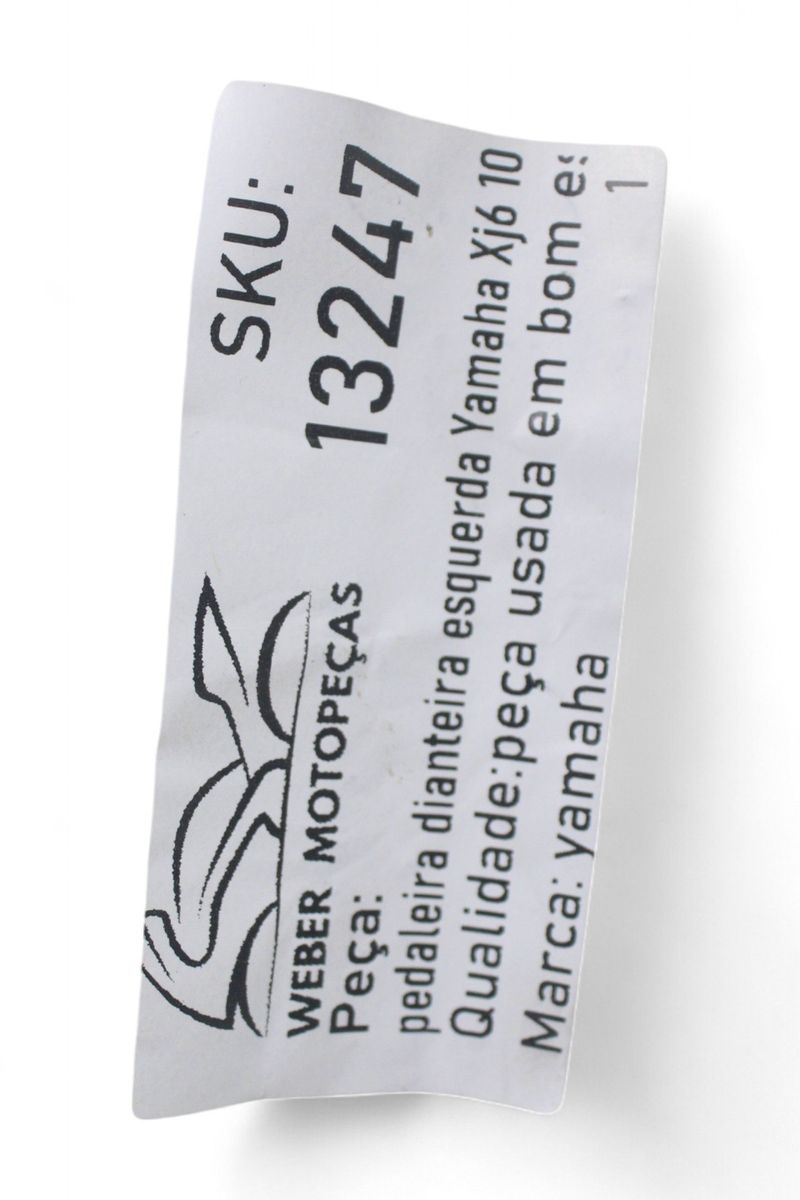 SKU:
13247
WEBER MOTOPEÇAS
Peça:
pedaleira dianteira esquerda Yamaha Xj6 10
Qualidade:peça usada em bom
Marca: yamaha
1